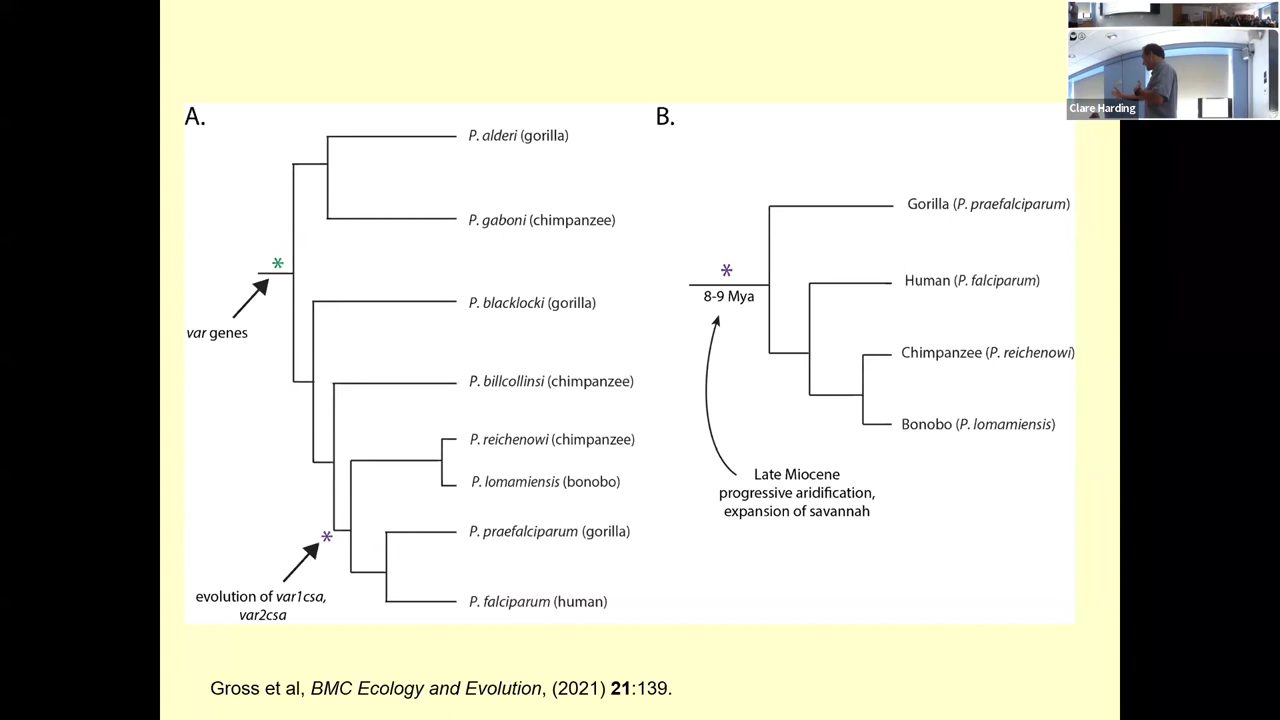 A.
P. alderi (gorilla)
P. gaboni (chimpanzee)
*
var genes
P. blacklocki (gorilla)
P. billcollinsi (chimpanzee)
P. reichenowi (chimpanzee)
P. lomamiensis (bonobo)
P. praefalciparum (gorilla)
*
evolution of var1csa,
var2csa
P. falciparum (human)
B.
Gorilla (P. praefalciparum)
Human (P. falciparum)
*
8-9 Mya
Chimpanzee (P. reichenowi)
Bonobo (P. lomamiensis)
Late Miocene
progressive aridification,
expansion of savannah
Gross et al, BMC Ecology and Evolution, (2021) 21:139.
Clare Harding